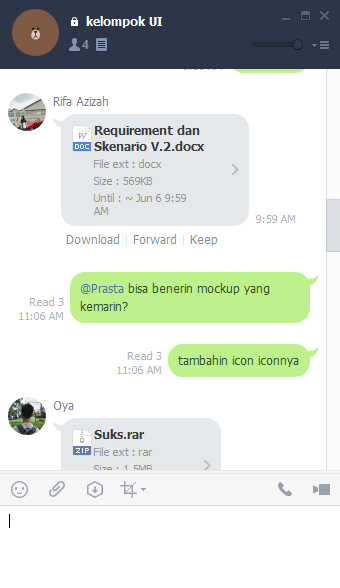 kelompok UI
4
Rifa Azizah
Requirement dan
Skenario V.2.docx
W
DOC
File ext : docx
Size : 569KB
Until : ~ Jun 6 9:59
AM
9:59 AM
Download | Forward | Keep
Read 3
11:06 AM
@Prasta bisa benerin mockup yang
kemarin?
Read 3
11:06 AM
tambahin icon iconnya
Oya
Suks.rar
ZIP
File ext : rar
Size : 1.5MB